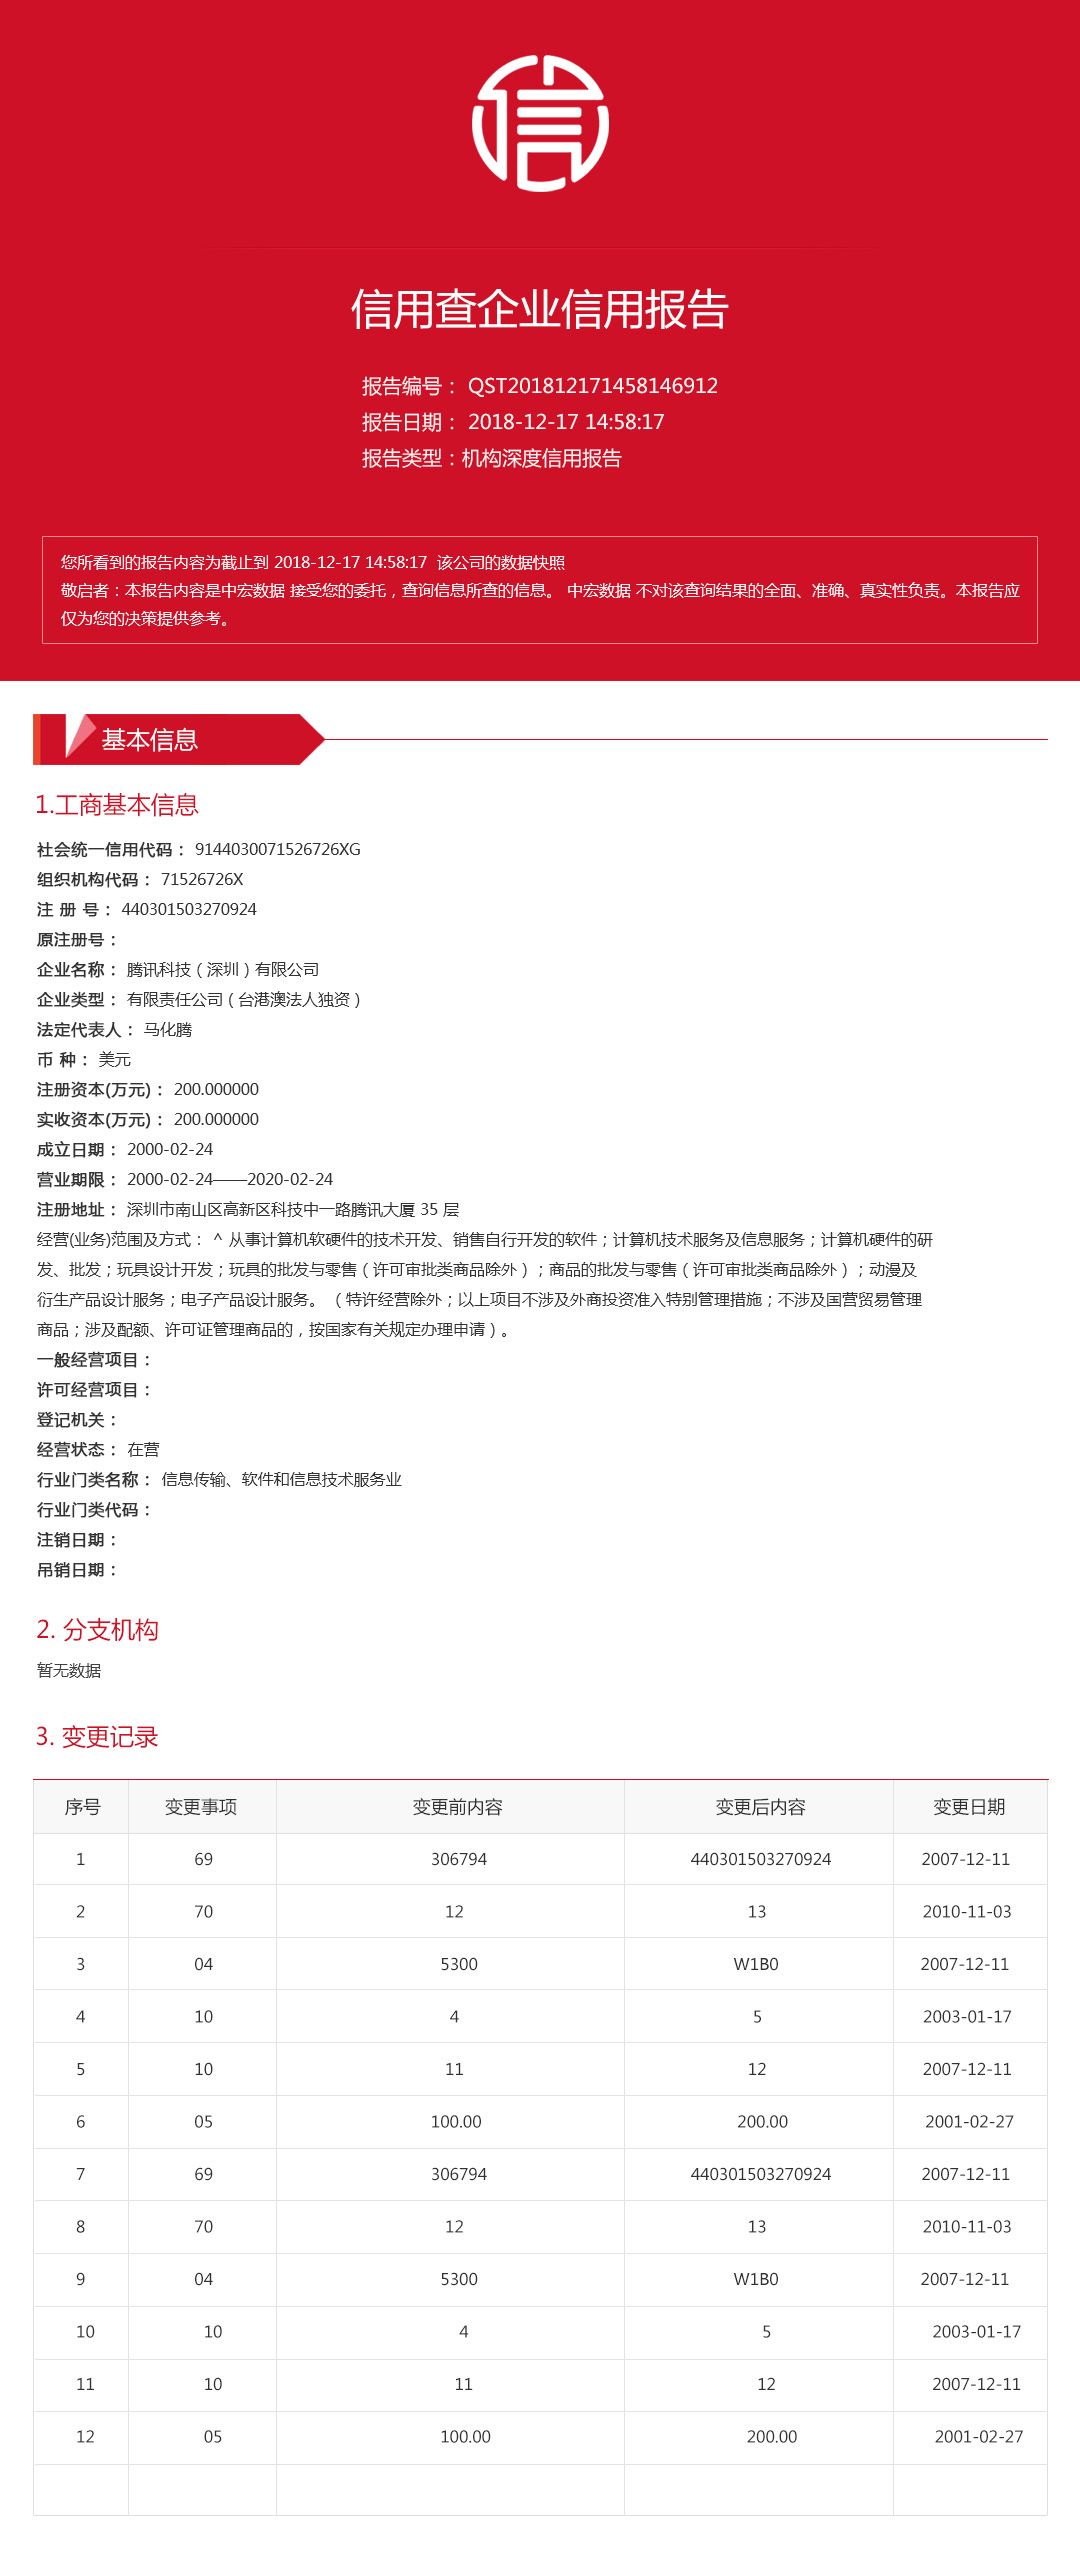 信
信用查企业信用报告
报告编号： QST201812171458146912
报告日期： 2018-12-17 14:58:17
报告类型：机构深度信用报告
您所看到的报告内容为截止到 2018-12-17 14:58:17 该公司的数据快照
敬启者：本报告内容是中宏数据 接受您的委托，查询信息所查的信息。 中宏数据 不对该查询结果的全面、准确、真实性负责。本报告应
仅为您的决策提供参考。
基本信息
1.工商基本信息
社会统一信用代码： 9144030071526726XG
组织机构代码： 71526726X
注 册 号： 440301503270924
原注册号：
企业名称： 腾讯科技（深圳）有限公司
企业类型： 有限责任公司（台港澳法人独资）
法定代表人： 马化腾
币 种： 美元
注册资本(万元)： 200.000000
实收资本(万元)： 200.000000
成立日期： 2000-02-24
营业期限： 2000-02-24——2020-02-24
注册地址： 深圳市南山区高新区科技中一路腾讯大厦 35 层
经营(业务)范围及方式： ^ 从事计算机软硬件的技术开发、销售自行开发的软件；计算机技术服务及信息服务；计算机硬件的研
发、批发；玩具设计开发；玩具的批发与零售（许可审批类商品除外）；商品的批发与零售（许可审批类商品除外）；动漫及
衍生产品设计服务；电子产品设计服务。（特许经营除外；以上项目不涉及外商投资准入特别管理措施；不涉及国营贸易管理
商品；涉及配额、许可证管理商品的，按国家有关规定办理申请）。
一般经营项目：
许可经营项目：
登记机关：
经营状态： 在营
行业门类名称： 信息传输、软件和信息技术服务业
行业门类代码：
注销日期：
吊销日期：
2. 分支机构
暂无数据
3. 变更记录
序号 变更事项 变更前内容 变更后内容 变更日期
1 69 306794 440301503270924 2007-12-11
2 70 12 13 2010-11-03
3 04 5300 W1B0 2007-12-11
4 10 4 5 2003-01-17
5 10 11 12 2007-12-11
6 05 100.00 200.00 2001-02-27
7 69 306794 440301503270924 2007-12-11
8 70 12 13 2010-11-03
9 04 5300 W1B0 2007-12-11
10 10 4 5 2003-01-17
11 10 11 12 2007-12-11
12 05 100.00 200.00 2001-02-27